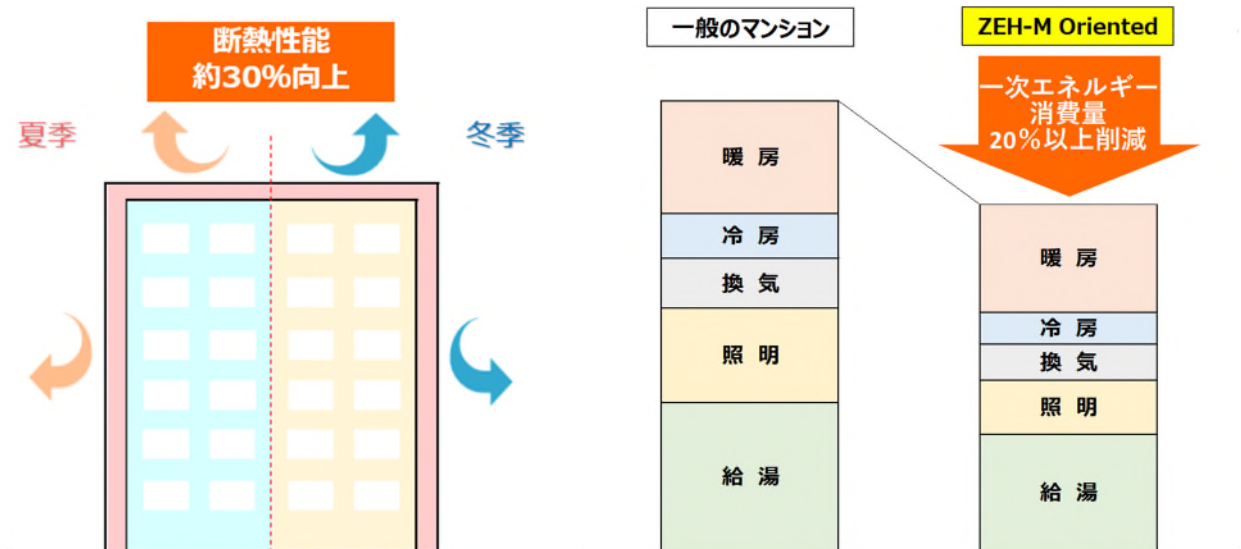 断熱性能
約30%向上
夏季
冬季
一般のマンション
暖 房
冷 房
換 気
照 明
給 湯
ZEH-M Oriented
一次エネルギー
消費量
20%以上削減
暖 房
冷 房
換 気
照 明
給 湯